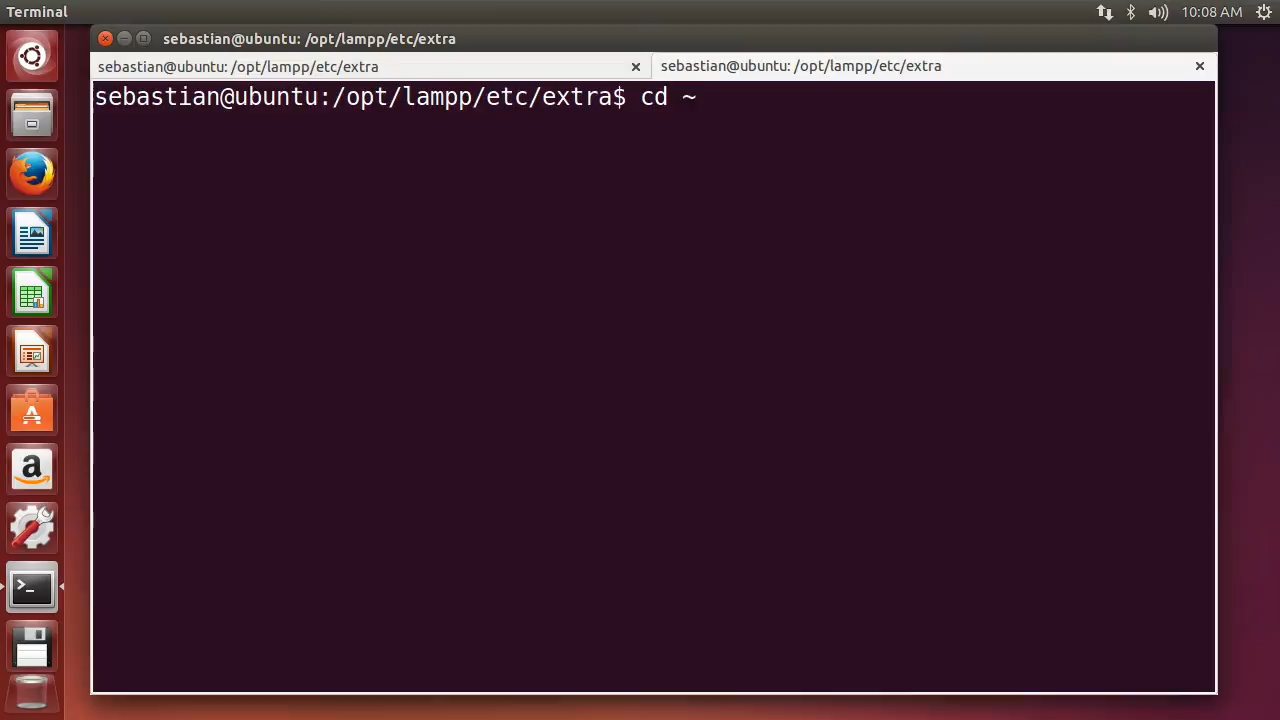 Terminal
10:08 AM
sebastian@ubuntu: /opt/lampp/etc/extra
sebastian@ubuntu: /opt/lampp/etc/extra
sebastian@ubuntu: /opt/lampp/etc/extra
sebastian@ubuntu:/opt/lampp/etc/extra$ cd ~